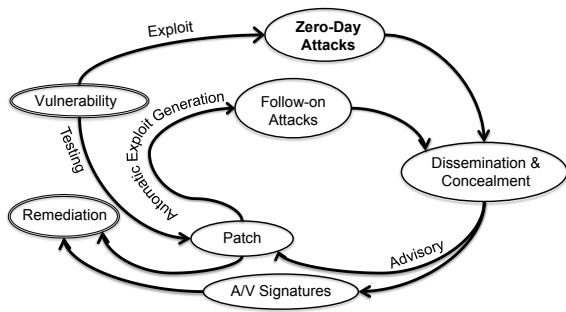 Exploit
Zero-Day
Attacks
Vulnerability
Automatic Exploit Generation
Follow-on
Attacks
Testing
Dissemination &
Concealment
Remediation
Patch
Advisory
A/V Signatures